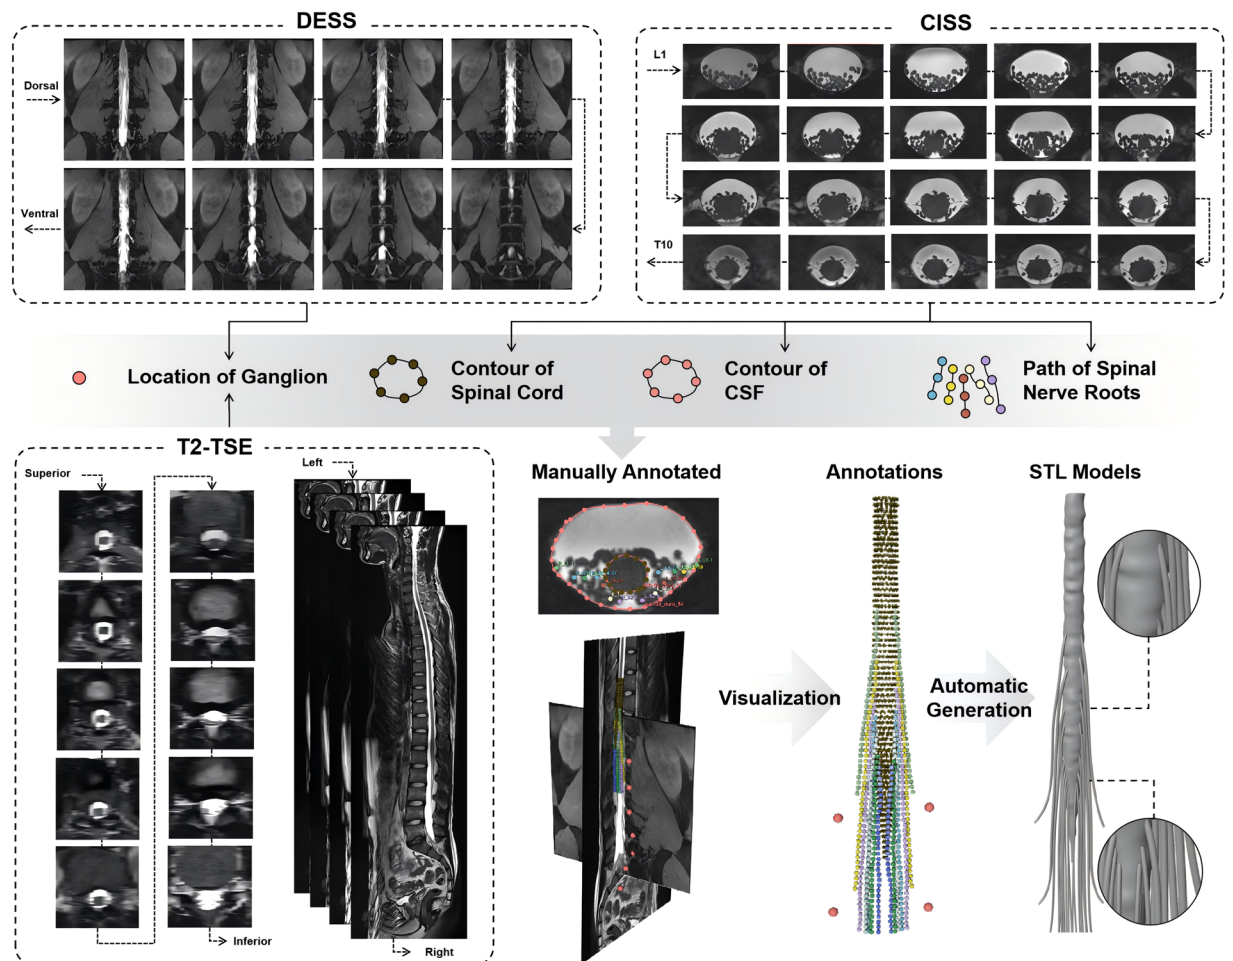 DESS
CISS
Dorsal
Ventral
L1
T10
Location of Ganglion
Contour of
Spinal Cord
Contour of
CSF
Path of Spinal
Nerve Roots
T2-TSE
Superior
Left
Inferior
Right
Manually Annotated
Annotations
STL Models
Visualization
Automatic
Generation